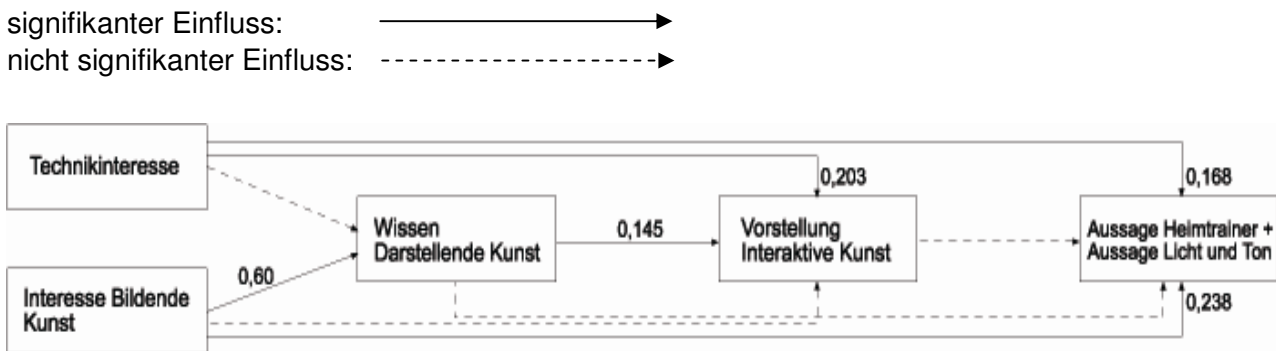 signifikanter Einfluss:
nicht signifikanter Einfluss:
Technikinteresse
0,203
0,168
Wissen
Darstellende Kunst
0,145
Vorstellung
Interaktive Kunst
Aussage Heimtrainer +
Aussage Licht und Ton
0,60
Interesse Bildende
Kunst
0,238